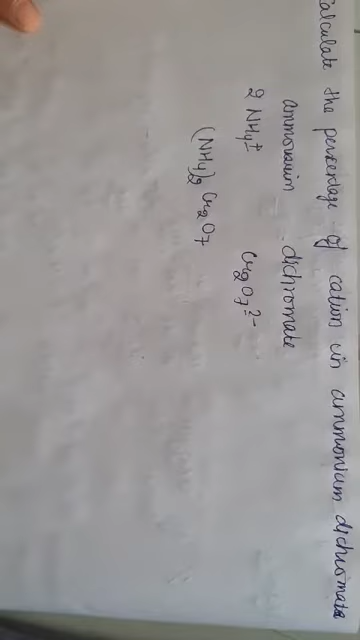 Calculate the percentage of cation in ammonium dichromate
ammonium dichromate
2 NH4+ Cr2O7 2-
(NH4)2 Cr2O7